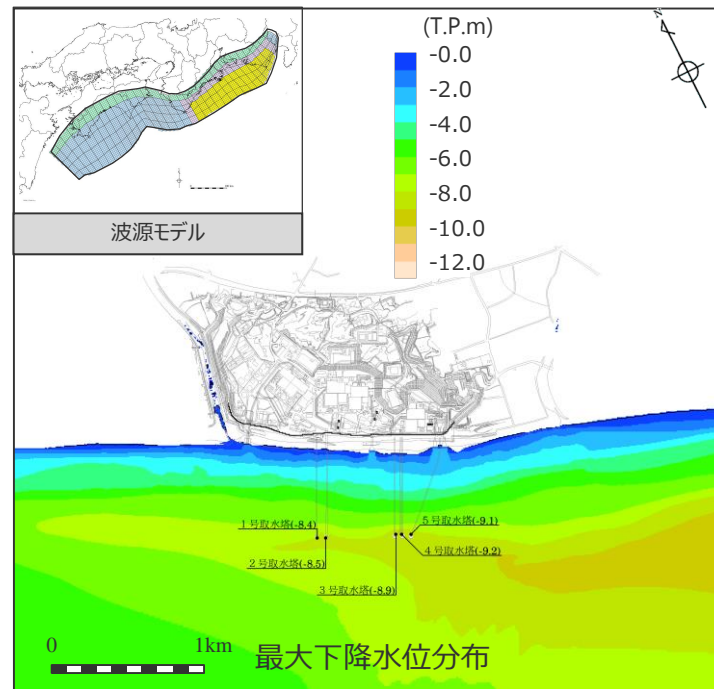 (T.P.m)
-0.0
-2.0
-4.0
-6.0
-8.0
-10.0
-12.0
N
波源モデル
1号取水塔(-8.4)
2号取水塔(-8.5)
3号取水塔(-8.9)
4号取水塔(-9.2)
5号取水塔(-9.1)
0 1km
最大下降水位分布